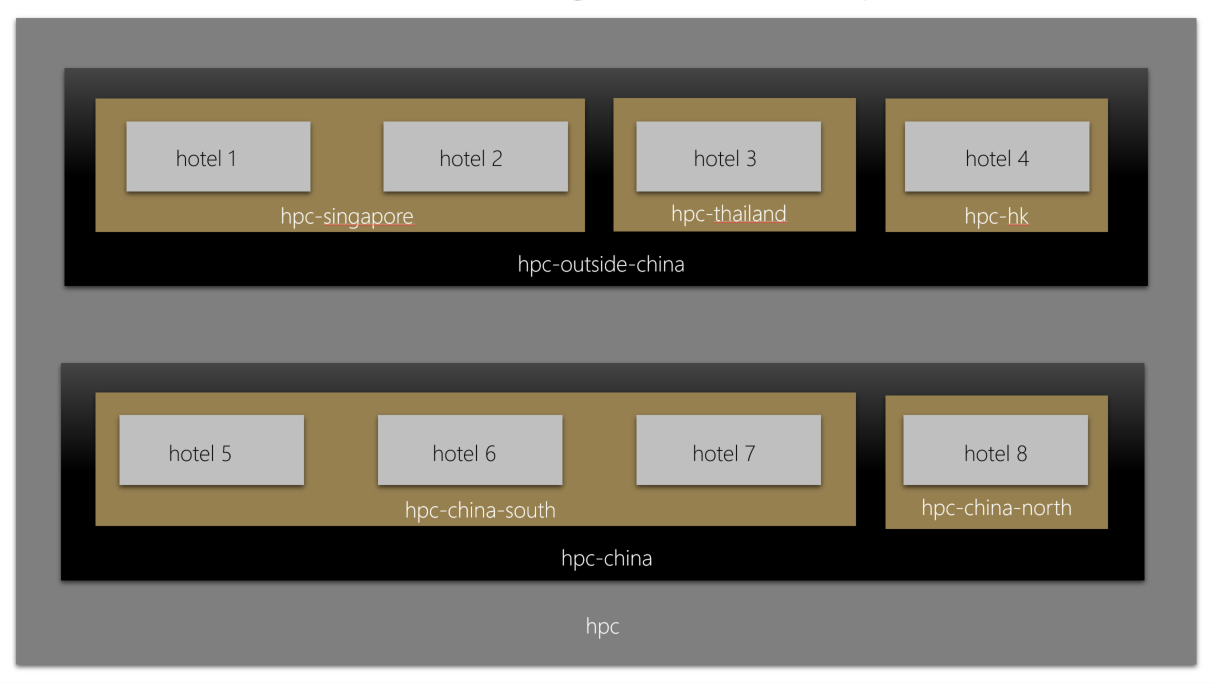 hotel 1
hotel 2
hotel 3
hotel 4
hpc-singapore
hpc-thailand
hpc-hk
hpc-outside-china
hotel 5
hotel 6
hotel 7
hotel 8
hpc-china-south
hpc-china-north
hpc-china
hpc